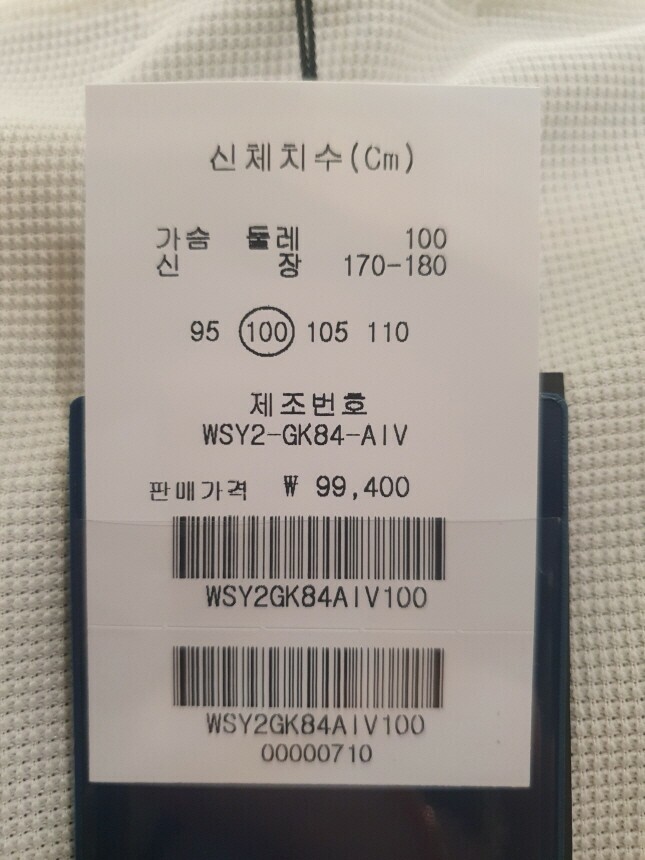 신체치수(Cm)
가슴 둘레 100
신 장 170-180
95 100 105 110
제조번호
WSY2-GK84-AIV
판매가격 ₩ 99,400
WSY2GK84AIV100
WSY2GK84AIV100
00000710